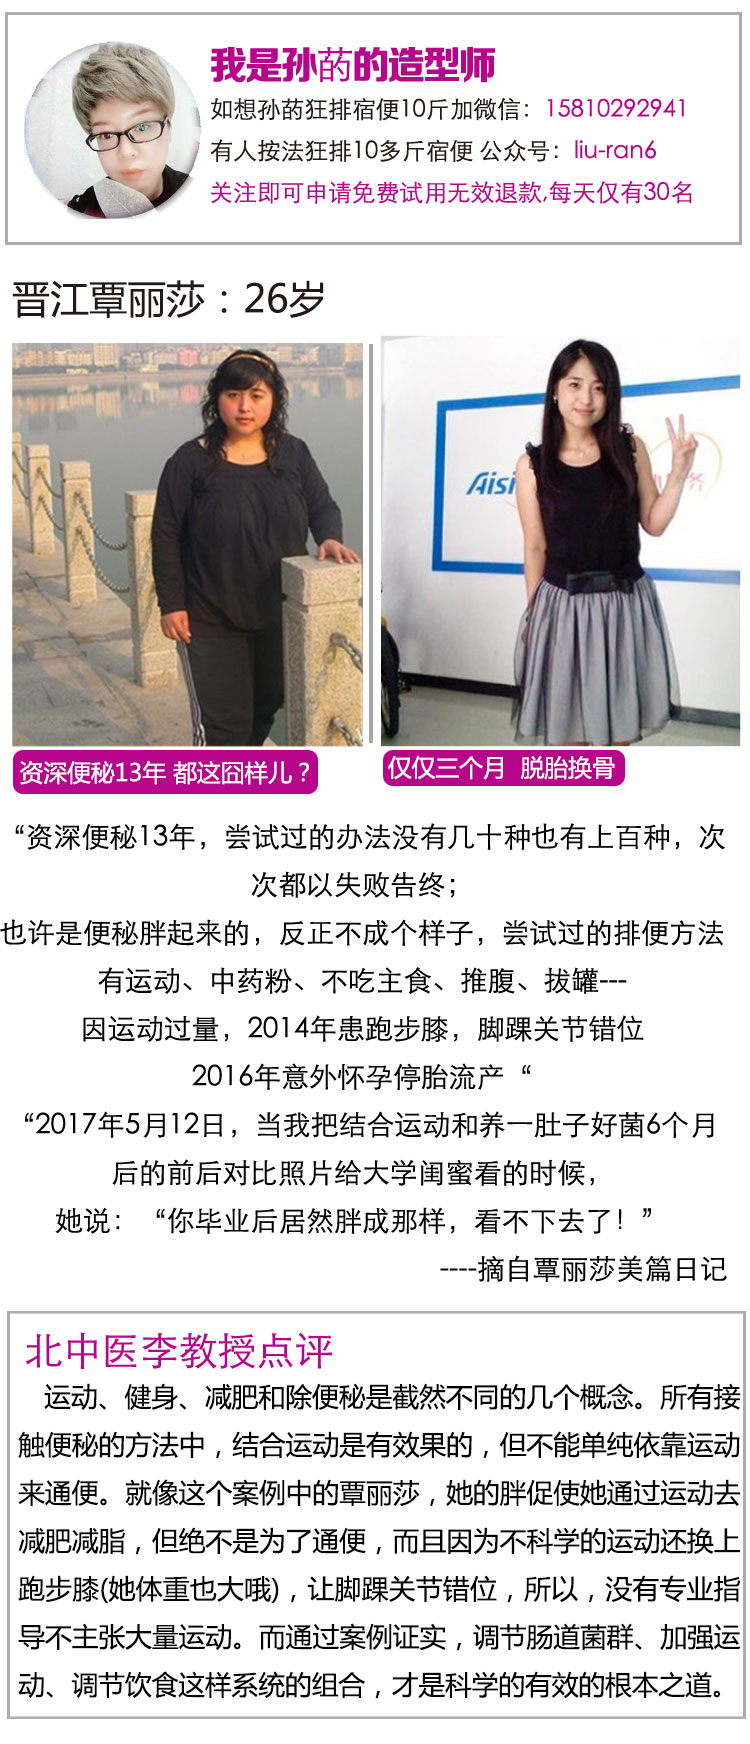 我是孙菂的造型师
如想孙菂狂排宿便10斤加微信：15810292941
有人按法狂排10多斤宿便 公众号：liu-ran6
关注即可申请免费试用无效退款,每天仅有30名
晋江覃丽莎：26岁
Aisi
务
资深便秘13年 都这囧样儿？
仅仅三个月 脱胎换骨
“资深便秘13年，尝试过的办法没有几十种也有上百种，次
次都以失败告终；
也许是便秘胖起来的，反正不成个样子，尝试过的排便方法
有运动、中药粉、不吃主食、推腹、拔罐---
因运动过量，2014年患跑步膝，脚踝关节错位
2016年意外怀孕停胎流产 “
“2017年5月12日，当我把结合运动和养一肚子好菌6个月
后的前后对比照片给大学闺蜜看的时候，
她说： “你毕业后居然胖成那样，看不下去了！”
----摘自覃丽莎美篇日记
北中医李教授点评
运动、健身、减肥和除便秘是截然不同的几个概念。所有接
触便秘的方法中，结合运动是有效果的，但不能单纯依靠运动
来通便。就像这个案例中的覃丽莎，她的胖促使她通过运动去
减肥减脂，但绝不是为了通便，而且因为不科学的运动还换上
跑步膝(她体重也大哦)，让脚踝关节错位，所以，没有专业指
导不主张大量运动。而通过案例证实，调节肠道菌群、加强运
动、调节饮食这样系统的组合，才是科学的有效的根本之道。